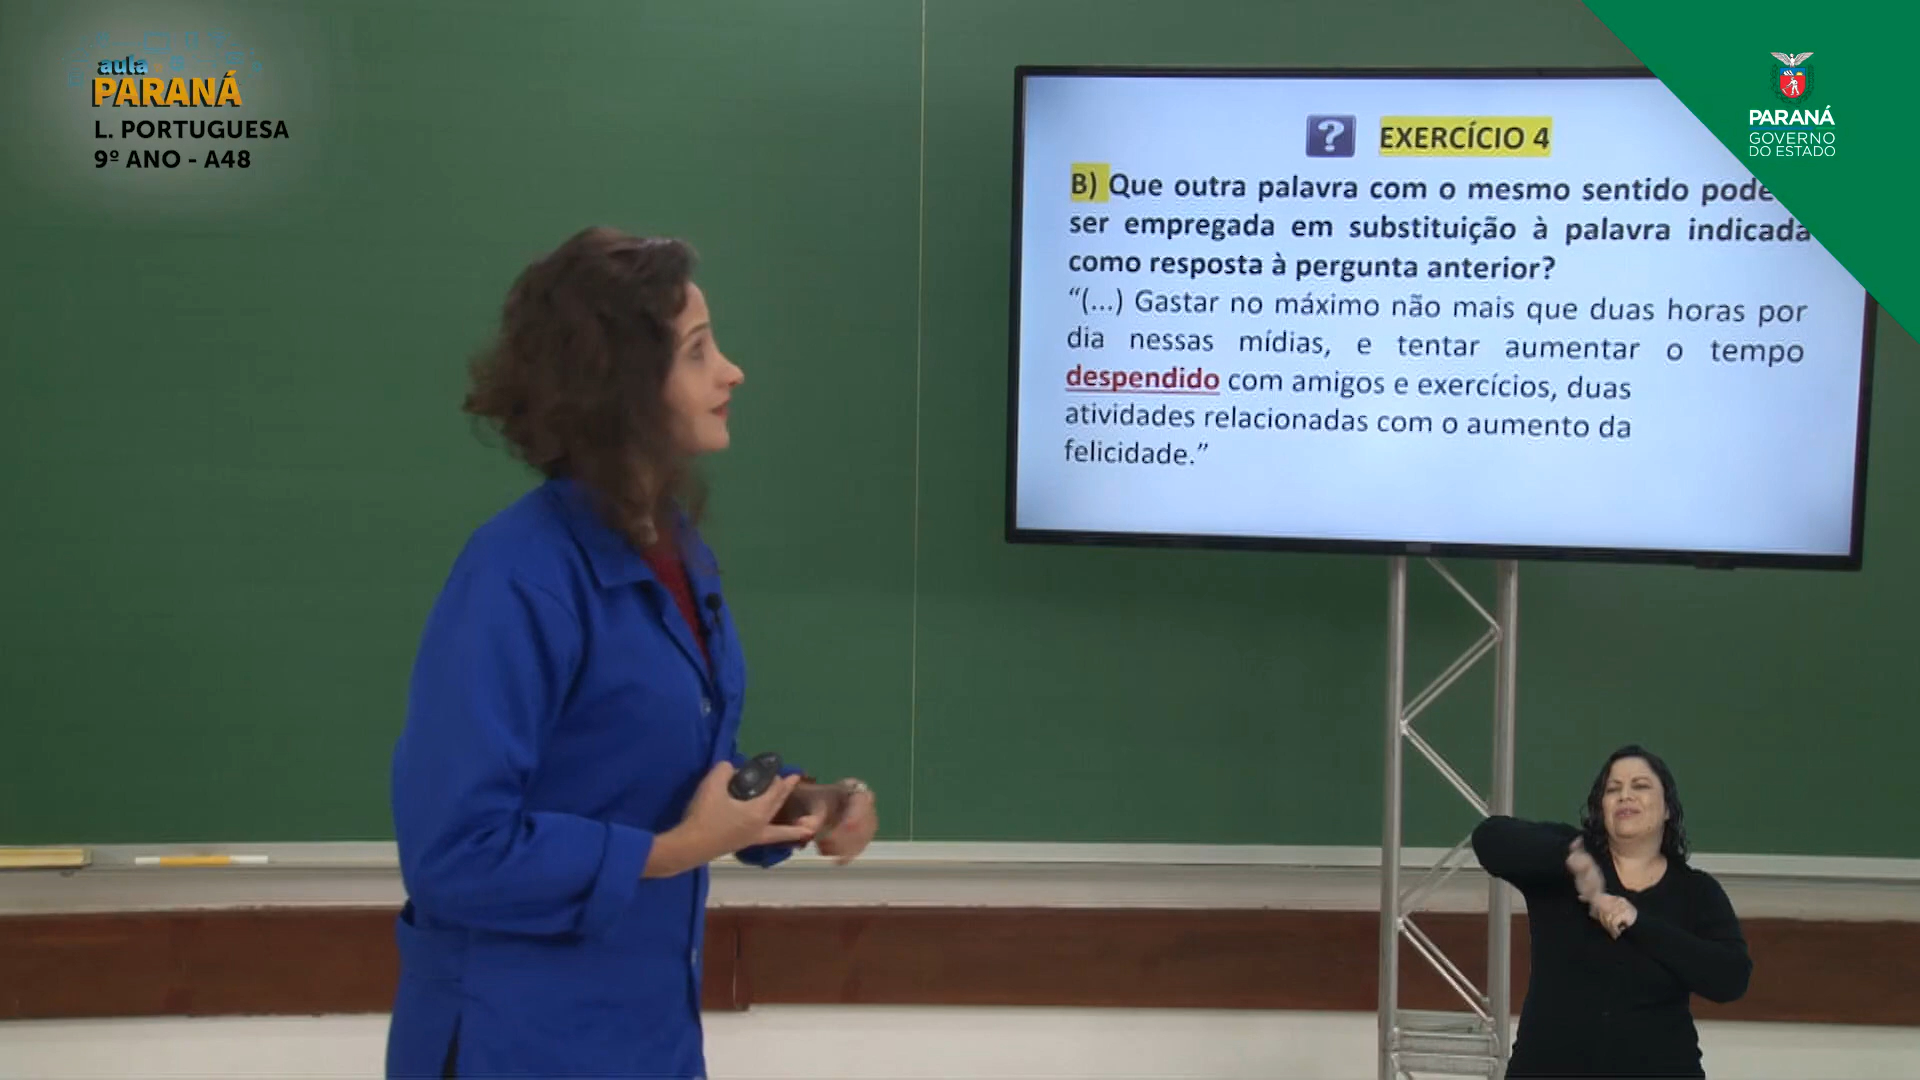 aula
PARANÁ
L. PORTUGUESA
9º ANO - A48
PARANÁ
GOVERNO
DO ESTADO
? EXERCÍCIO 4
B) Que outra palavra com o mesmo sentido
ser empregada em substituição à palavra indicada
como resposta à pergunta anterior?
“(...) Gastar no máximo não mais que duas horas por
dia nessas mídias, e tentar aumentar o tempo
despendido com amigos e exercícios, duas
atividades relacionadas com o aumento da
felicidade.”